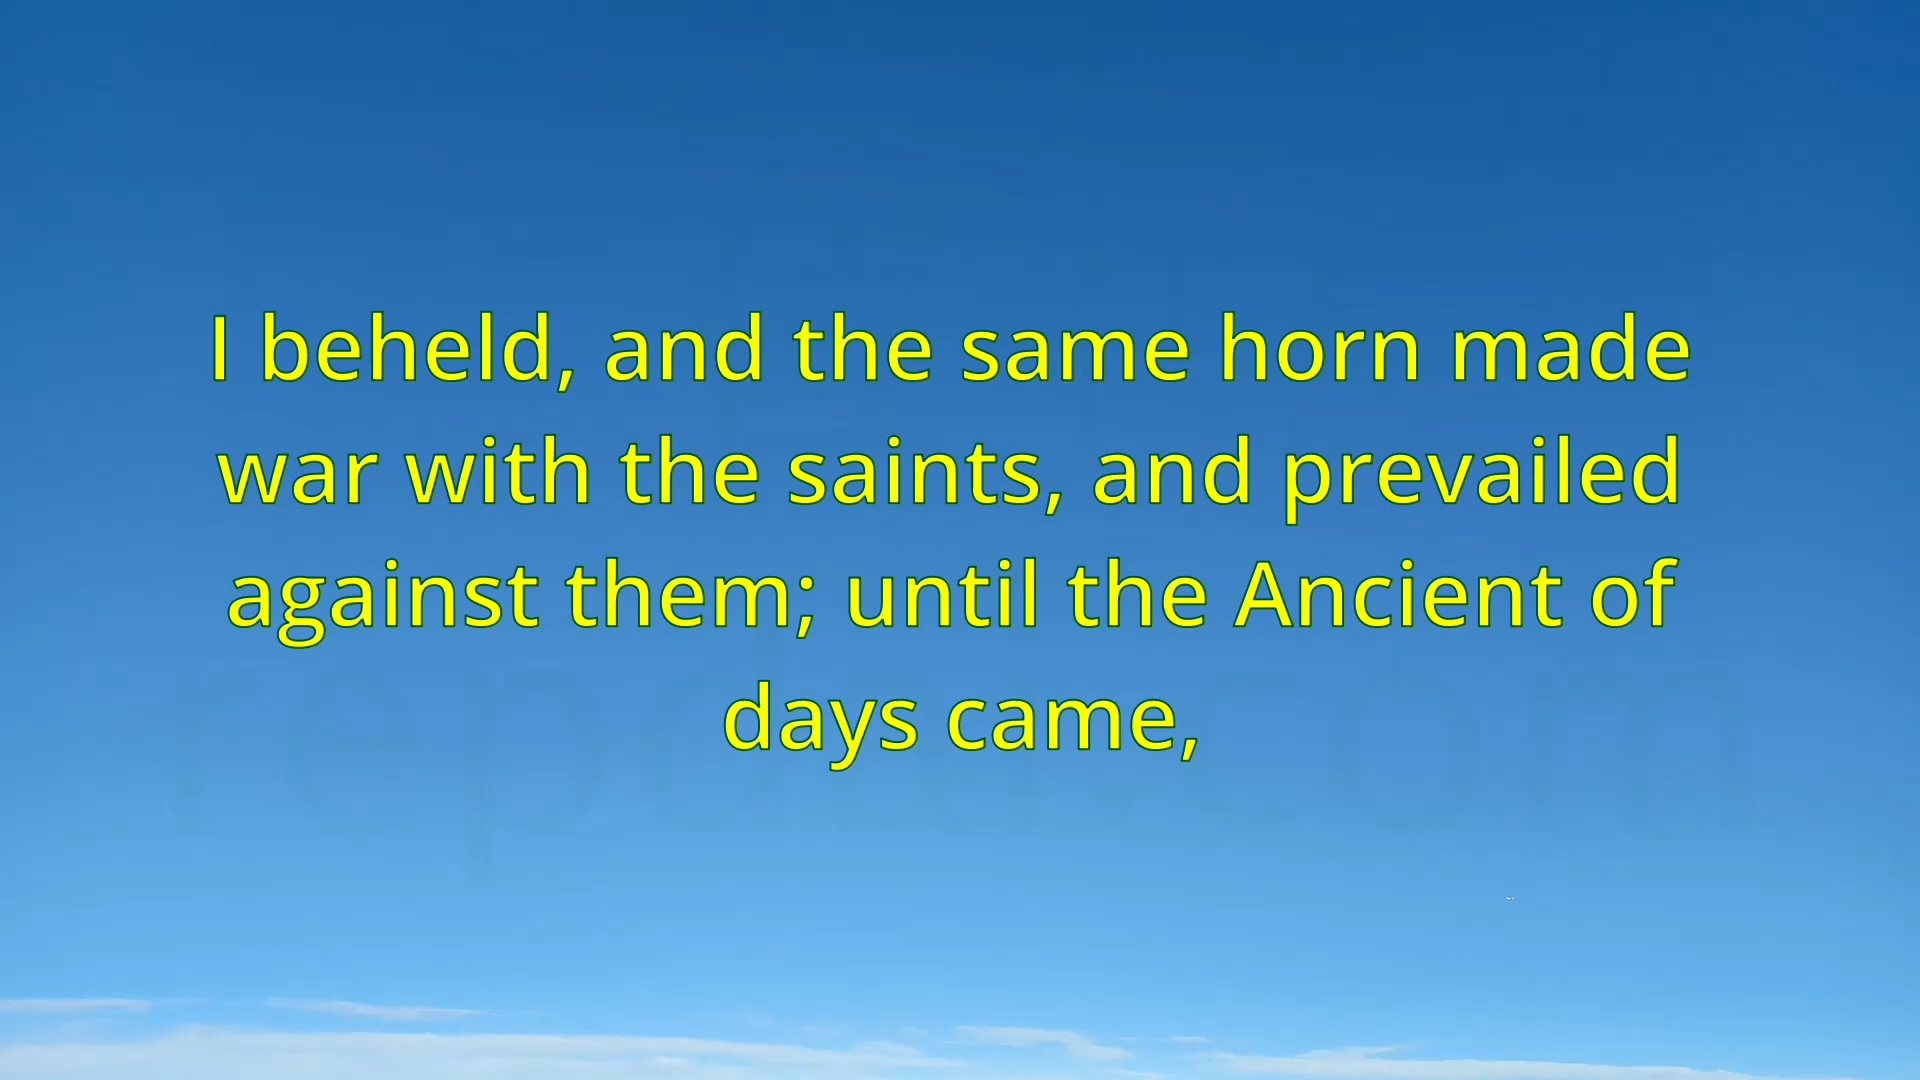 I beheld, and the same horn made
war with the saints, and prevailed
against them; until the Ancient of
days came,